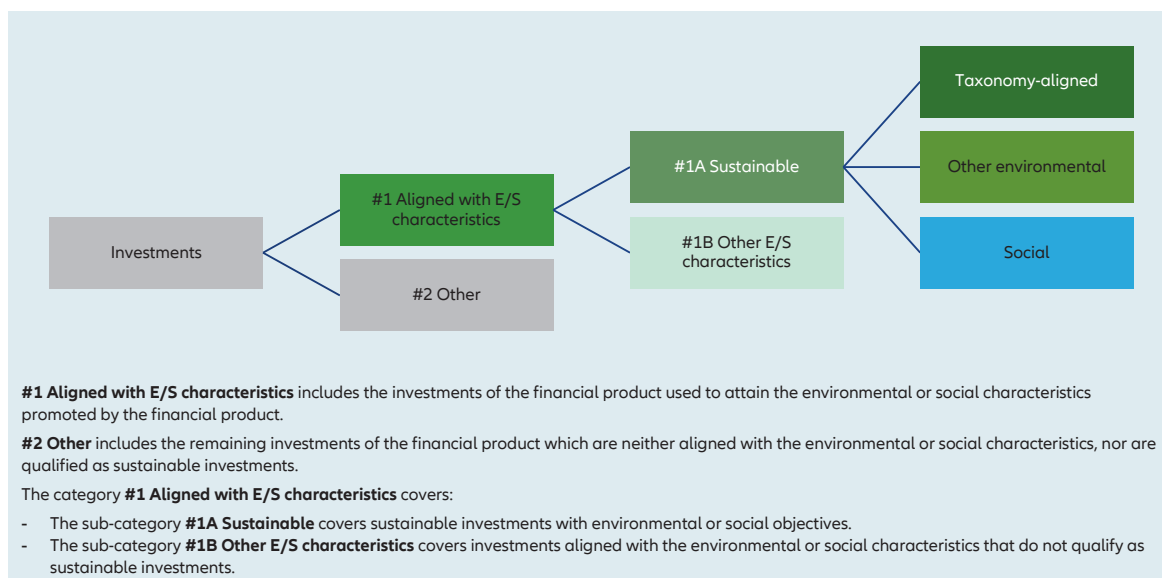 Taxonomy-aligned
#1A Sustainable
Other environmental
#1 Aligned with E/S
characteristics
#1B Other E/S
characteristics
Investments
Social
#2 Other
#1 Aligned with E/S characteristics includes the investments of the financial product used to attain the environmental or social characteristics
promoted by the financial product.
#2 Other includes the remaining investments of the financial product which are neither aligned with the environmental or social characteristics, nor are
qualified as sustainable investments.
The category #1 Aligned with E/S characteristics covers:
- The sub-category #1A Sustainable covers sustainable investments with environmental or social objectives.
- The sub-category #1B Other E/S characteristics covers investments aligned with the environmental or social characteristics that do not qualify as
sustainable investments.